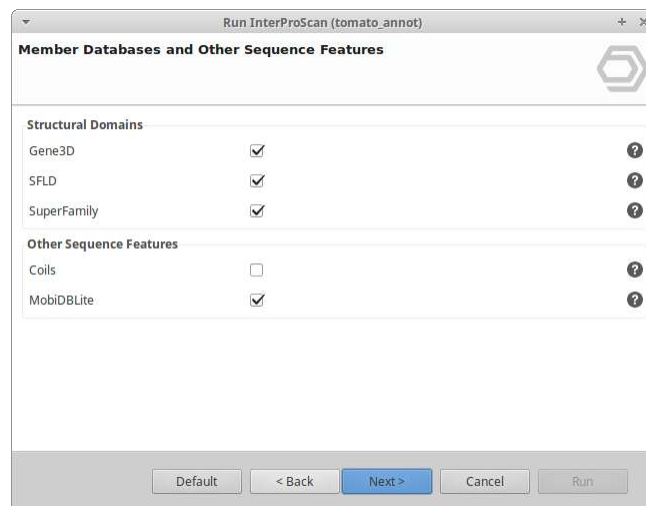 Run InterProScan (tomato_annot)
Member Databases and Other Sequence Features
Structural Domains
Gene3D
SFLD
SuperFamily
Other Sequence Features
Coils
MobiDBLite
Default < Back Next > Cancel Run